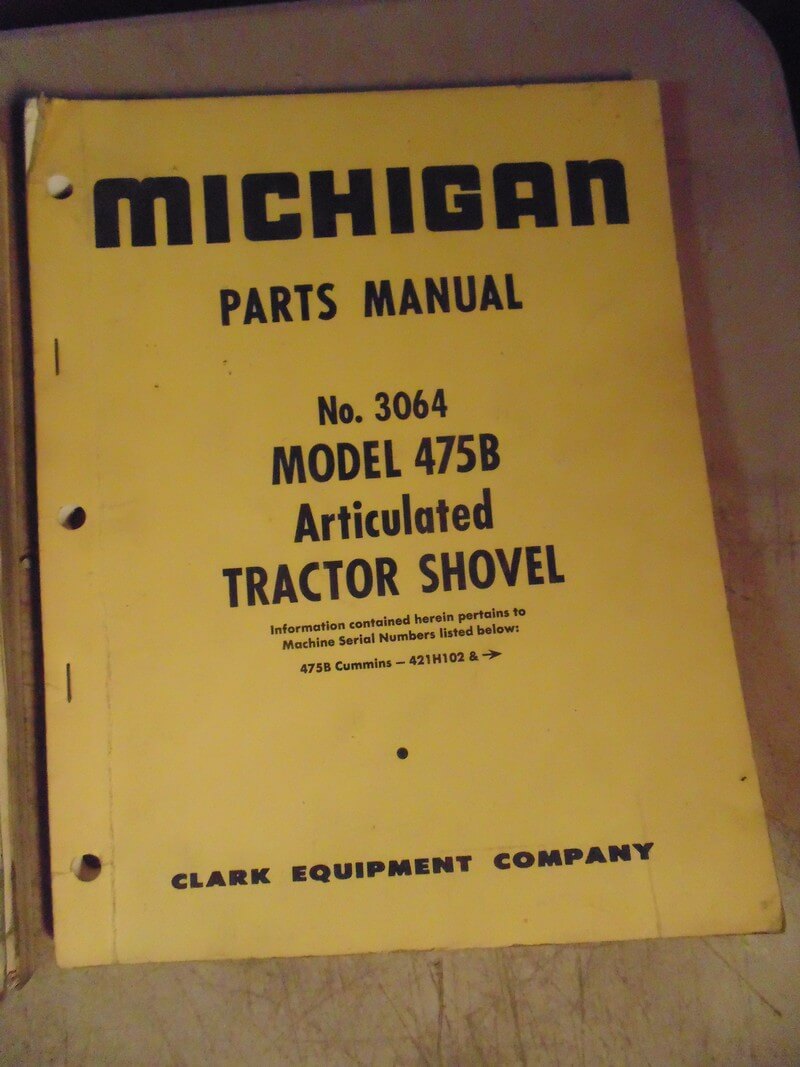 MICHIGAN
PARTS MANUAL
No. 3064
MODEL 475B
Articulated
TRACTOR SHOVEL
Information contained herein pertains to
Machine Serial Numbers listed below:
475B Cummins — 421H102 & →
CLARK EQUIPMENT COMPANY